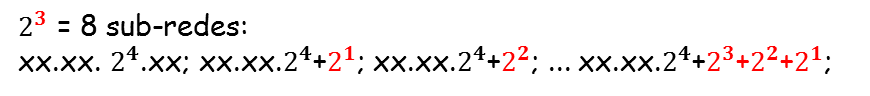 2³ = 8 sub-redes:
xx.xx. 2⁴.xx; xx.xx.2⁴+2¹; xx.xx.2⁴+2²; ... xx.xx.2⁴+2³+2²+2¹;